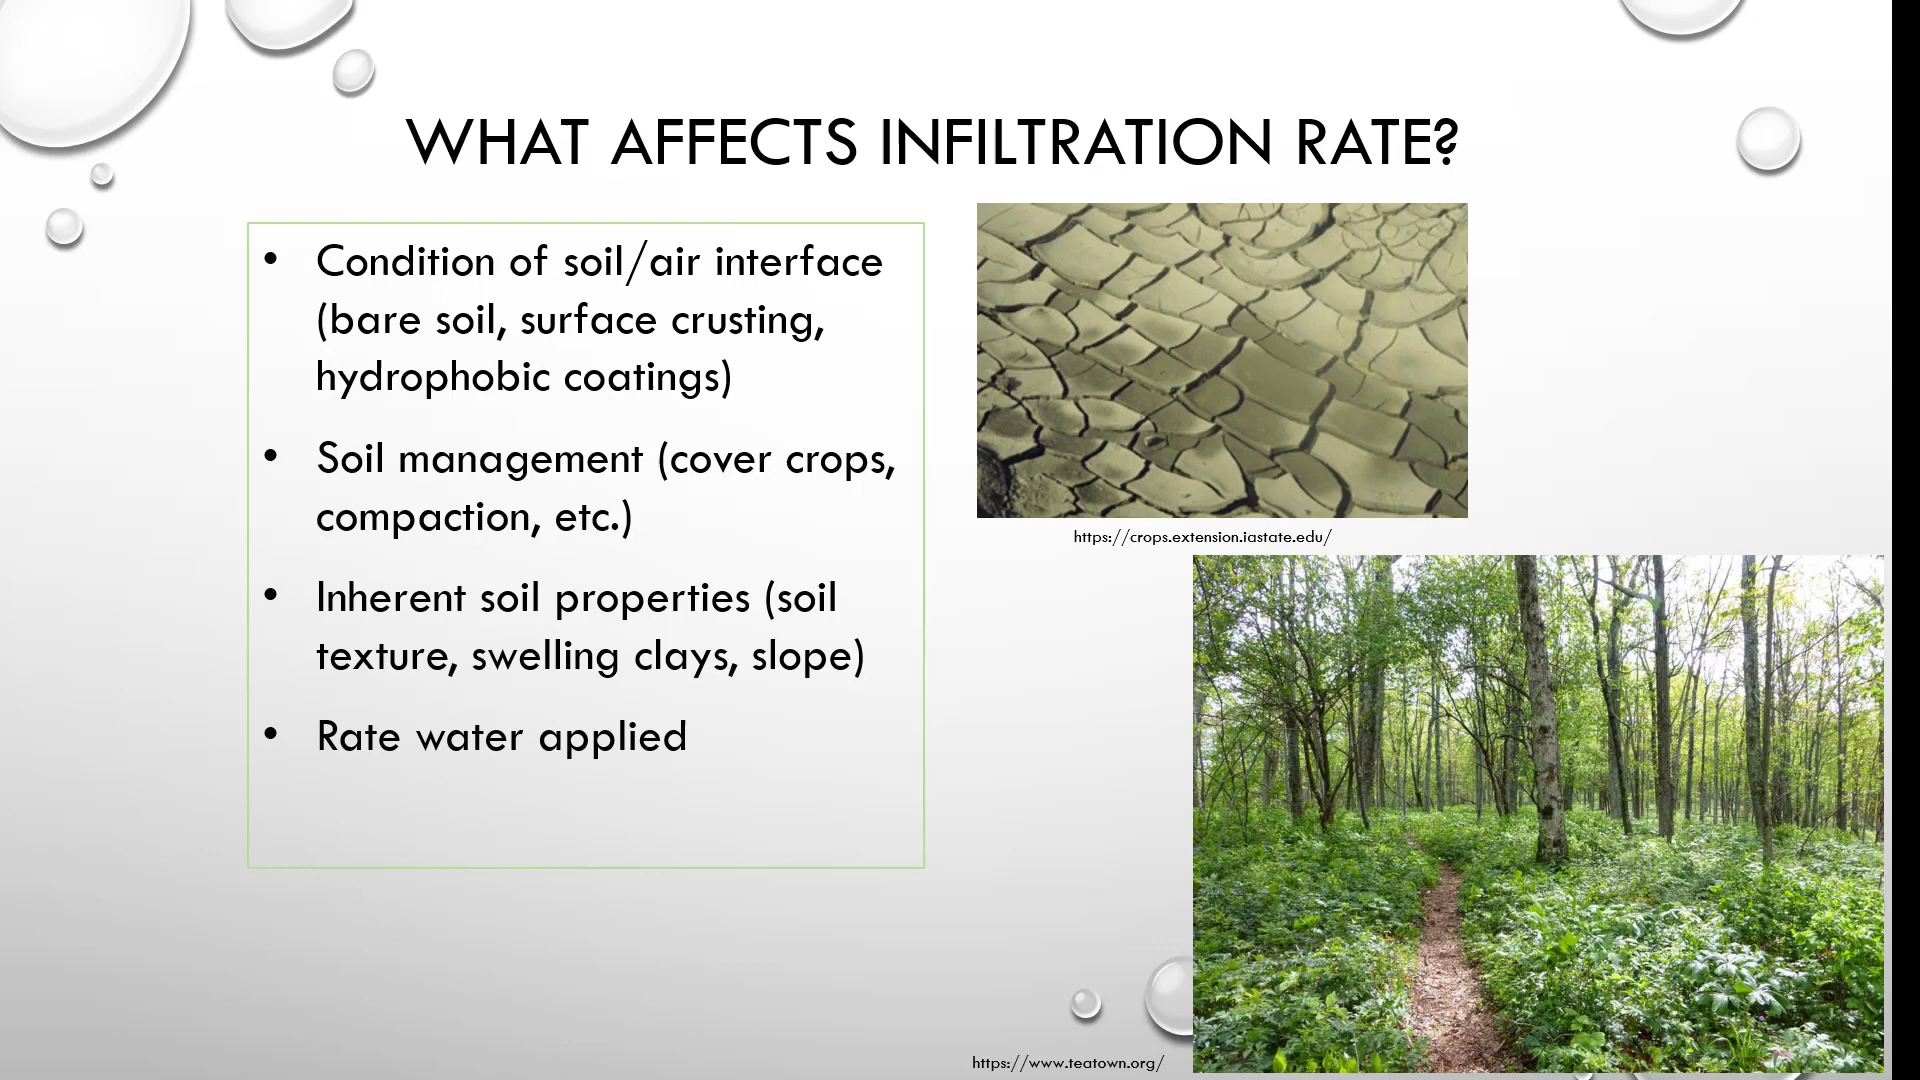 WHAT AFFECTS INFILTRATION RATE?
• Condition of soil/air interface
(bare soil, surface crusting,
hydrophobic coatings)
• Soil management (cover crops,
compaction, etc.)
• Inherent soil properties (soil
texture, swelling clays, slope)
• Rate water applied
https://crops.extension.iastate.edu/
https://www.teatown.org/